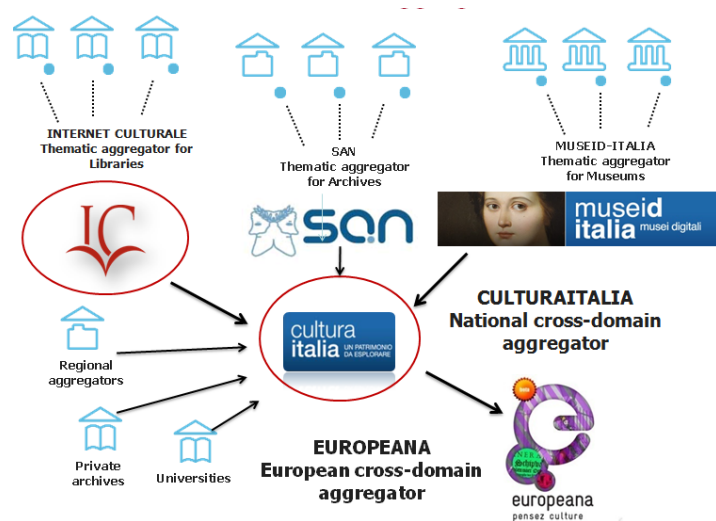 INTERNET CULTURALE
Thematic aggregator for
Libraries
SAN
Thematic aggregator
for Archives
MUSEID-ITALIA
Thematic aggregator
for Museums
IC
san
museid
italia musei digitali
CULTURAITALIA
National cross-domain
aggregator
cultura
italia UN PATRIMONIO
DA ESPLORARE
Regional
aggregators
Private
archives
Universities
EUROPEANA
European cross-domain
aggregator
europeana
pensez culture